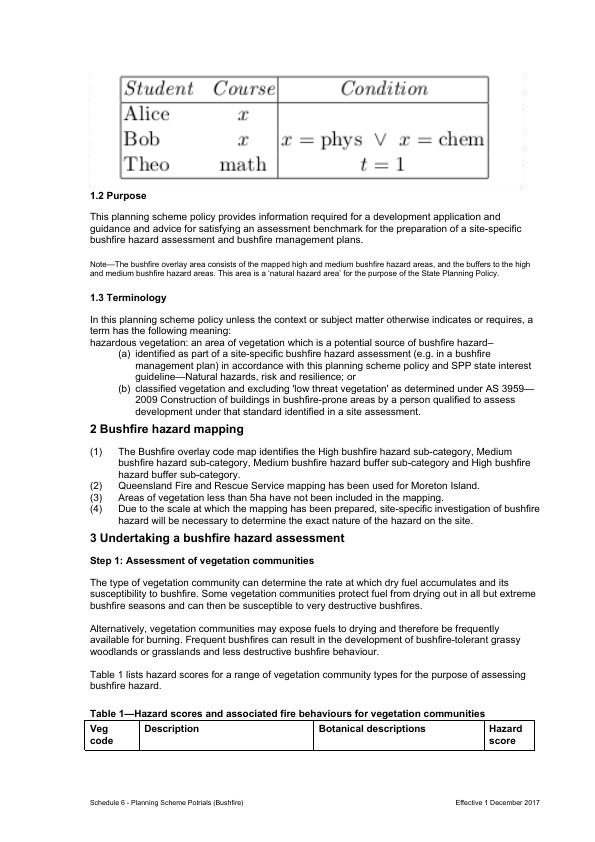 Student Course Condition
Alice x
Bob x x = phys ∨ x = chem
Theo math t = 1
1.2 Purpose
This planning scheme policy provides information required for a development application and
guidance and advice for satisfying an assessment benchmark for the preparation of a site-specific
bushfire hazard assessment and bushfire management plans.
Note—The bushfire overlay area consists of the mapped high and medium bushfire hazard areas, and the buffers to the high
and medium bushfire hazard areas. This area is a ‘natural hazard area’ for the purpose of the State Planning Policy.
1.3 Terminology
In this planning scheme policy unless the context or subject matter otherwise indicates or requires, a
term has the following meaning:
hazardous vegetation: an area of vegetation which is a potential source of bushfire hazard–
(a) identified as part of a site-specific bushfire hazard assessment (e.g. in a bushfire
management plan) in accordance with this planning scheme policy and SPP state interest
guideline—Natural hazards, risk and resilience; or
(b) classified vegetation and excluding 'low threat vegetation' as determined under AS 3959—
2009 Construction of buildings in bushfire-prone areas by a person qualified to assess
development under that standard identified in a site assessment.
2 Bushfire hazard mapping
(1) The Bushfire overlay code map identifies the High bushfire hazard sub-category, Medium
bushfire hazard sub-category, Medium bushfire hazard buffer sub-category and High bushfire
hazard buffer sub-category.
(2) Queensland Fire and Rescue Service mapping has been used for Moreton Island.
(3) Areas of vegetation less than 5ha have not been included in the mapping.
(4) Due to the scale at which the mapping has been prepared, site-specific investigation of bushfire
hazard will be necessary to determine the exact nature of the hazard on the site.
3 Undertaking a bushfire hazard assessment
Step 1: Assessment of vegetation communities
The type of vegetation community can determine the rate at which dry fuel accumulates and its
susceptibility to bushfire. Some vegetation communities protect fuel from drying out in all but extreme
bushfire seasons and can then be susceptible to very destructive bushfires.
Alternatively, vegetation communities may expose fuels to drying and therefore be frequently
available for burning. Frequent bushfires can result in the development of bushfire-tolerant grassy
woodlands or grasslands and less destructive bushfire behaviour.
Table 1 lists hazard scores for a range of vegetation community types for the purpose of assessing
bushfire hazard.
Table 1—Hazard scores and associated fire behaviours for vegetation communities
Veg Description Botanical descriptions Hazard
code score
Schedule 6 - Planning Scheme Potrials (Bushfire) Effective 1 December 2017